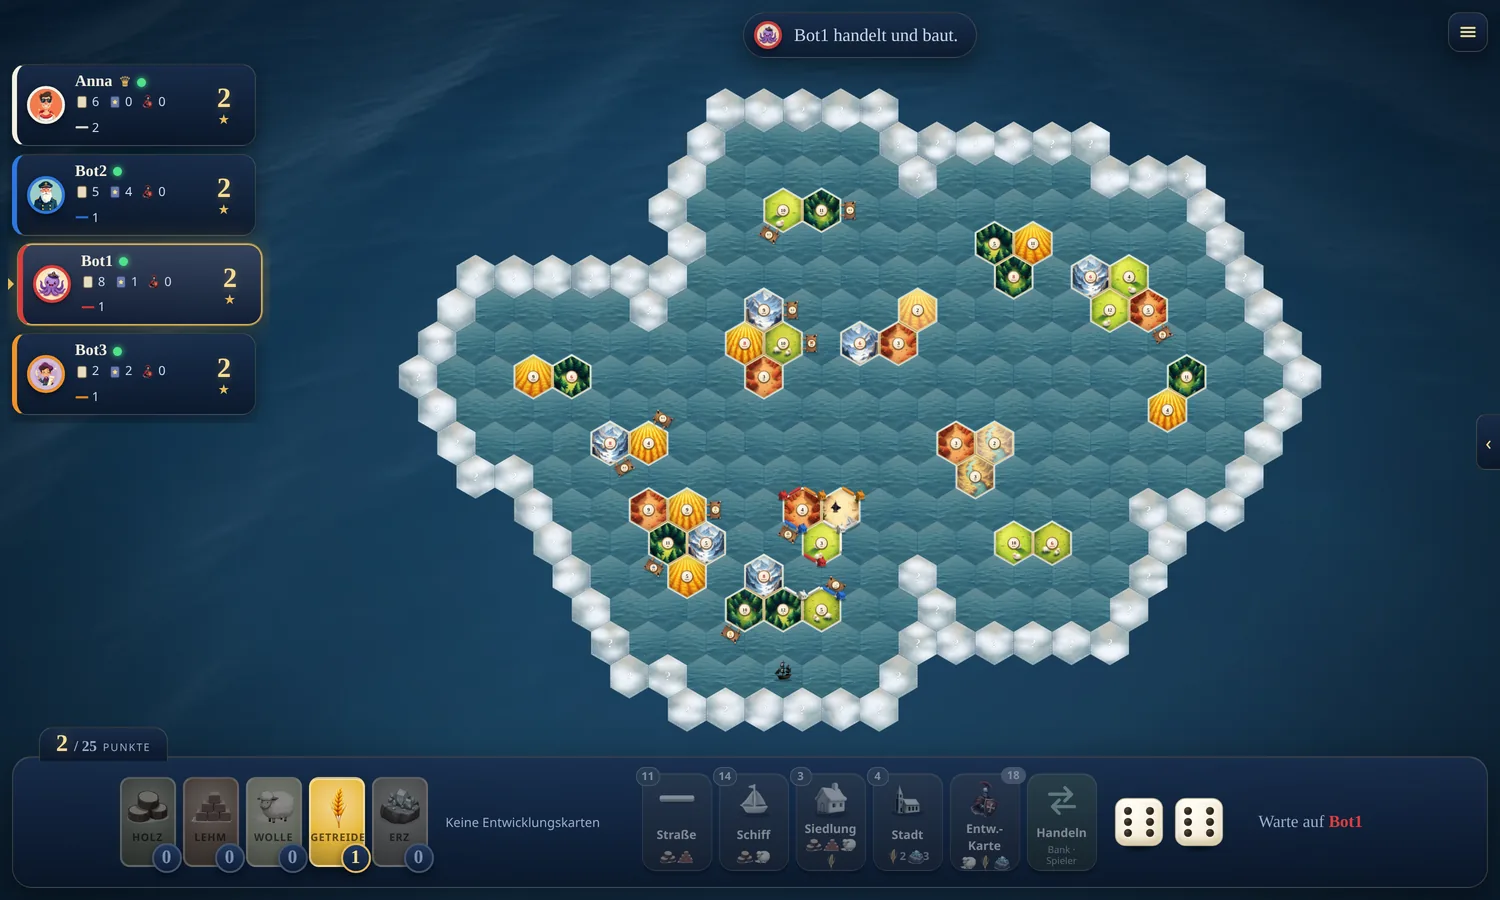 Bot1 handelt und baut.
Anna
6 0 0
2
2
Bot2
5 4 0
2
1
Bot1
8 1 0
2
1
Bot3
2 2 0
2
1
2 / 25 PUNKTE
HOLZ
0
LEHM
0
WOLLE
0
GETREIDE
1
ERZ
0
Keine Entwicklungskarten
11
Straße
14
Schiff
3
Siedlung
4
Stadt
2 3
18
Entw.-
Karte
Handeln
Bank ·
Spieler
Warte auf Bot1